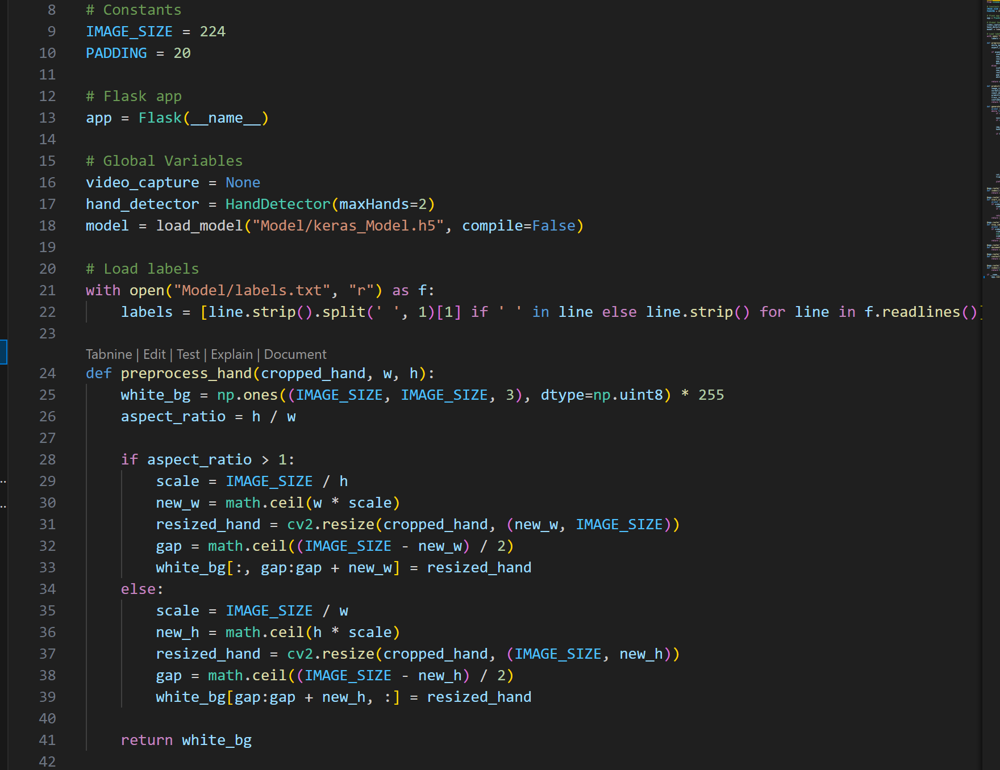 8 # Constants
9 IMAGE_SIZE = 224
10 PADDING = 20
11
12 # Flask app
13 app = Flask(__name__)
14
15 # Global Variables
16 video_capture = None
17 hand_detector = HandDetector(maxHands=2)
18 model = load_model("Model/keras_Model.h5", compile=False)
19
20 # Load labels
21 with open("Model/labels.txt", "r") as f:
22     labels = [line.strip().split(' ', 1)[1] if ' ' in line else line.strip() for line in f.readlines()]
23
Tabnine | Edit | Test | Explain | Document
24 def preprocess_hand(cropped_hand, w, h):
25     white_bg = np.ones((IMAGE_SIZE, IMAGE_SIZE, 3), dtype=np.uint8) * 255
26     aspect_ratio = h / w
27
28     if aspect_ratio > 1:
29         scale = IMAGE_SIZE / h
30         new_w = math.ceil(w * scale)
31         resized_hand = cv2.resize(cropped_hand, (new_w, IMAGE_SIZE))
32         gap = math.ceil((IMAGE_SIZE - new_w) / 2)
33         white_bg[:, gap:gap + new_w] = resized_hand
34     else:
35         scale = IMAGE_SIZE / w
36         new_h = math.ceil(h * scale)
37         resized_hand = cv2.resize(cropped_hand, (IMAGE_SIZE, new_h))
38         gap = math.ceil((IMAGE_SIZE - new_h) / 2)
39         white_bg[gap:gap + new_h, :] = resized_hand
40
41     return white_bg
42